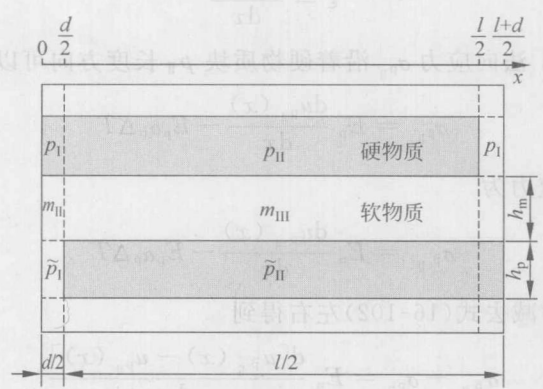 0 d/2 l/2 (l+d)/2
x
p_I p_II 硬物质 p_I
m_II m_III 软物质 h_m
p̃_I p̃_II h_p
d/2 l/2